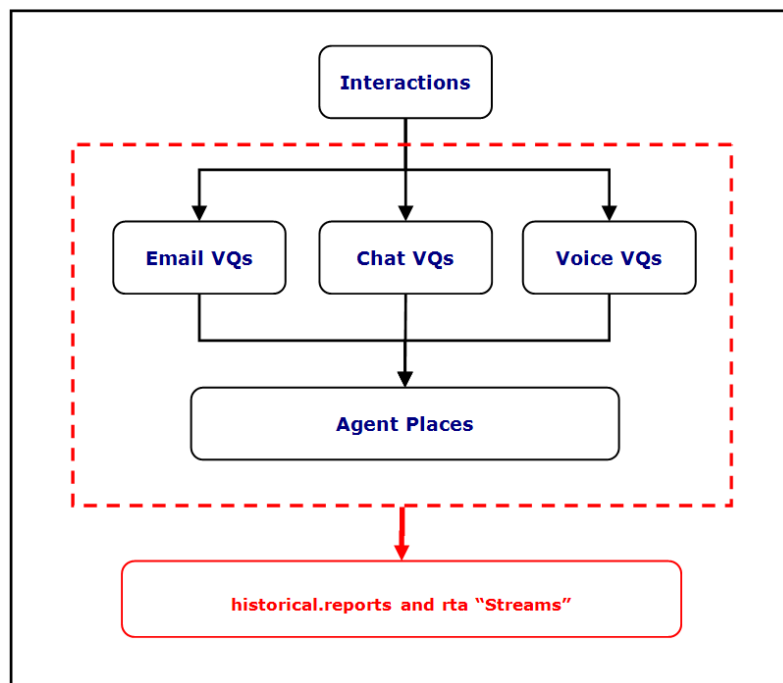 Interactions
Email VQs
Chat VQs
Voice VQs
Agent Places
historical.reports and rta “Streams”